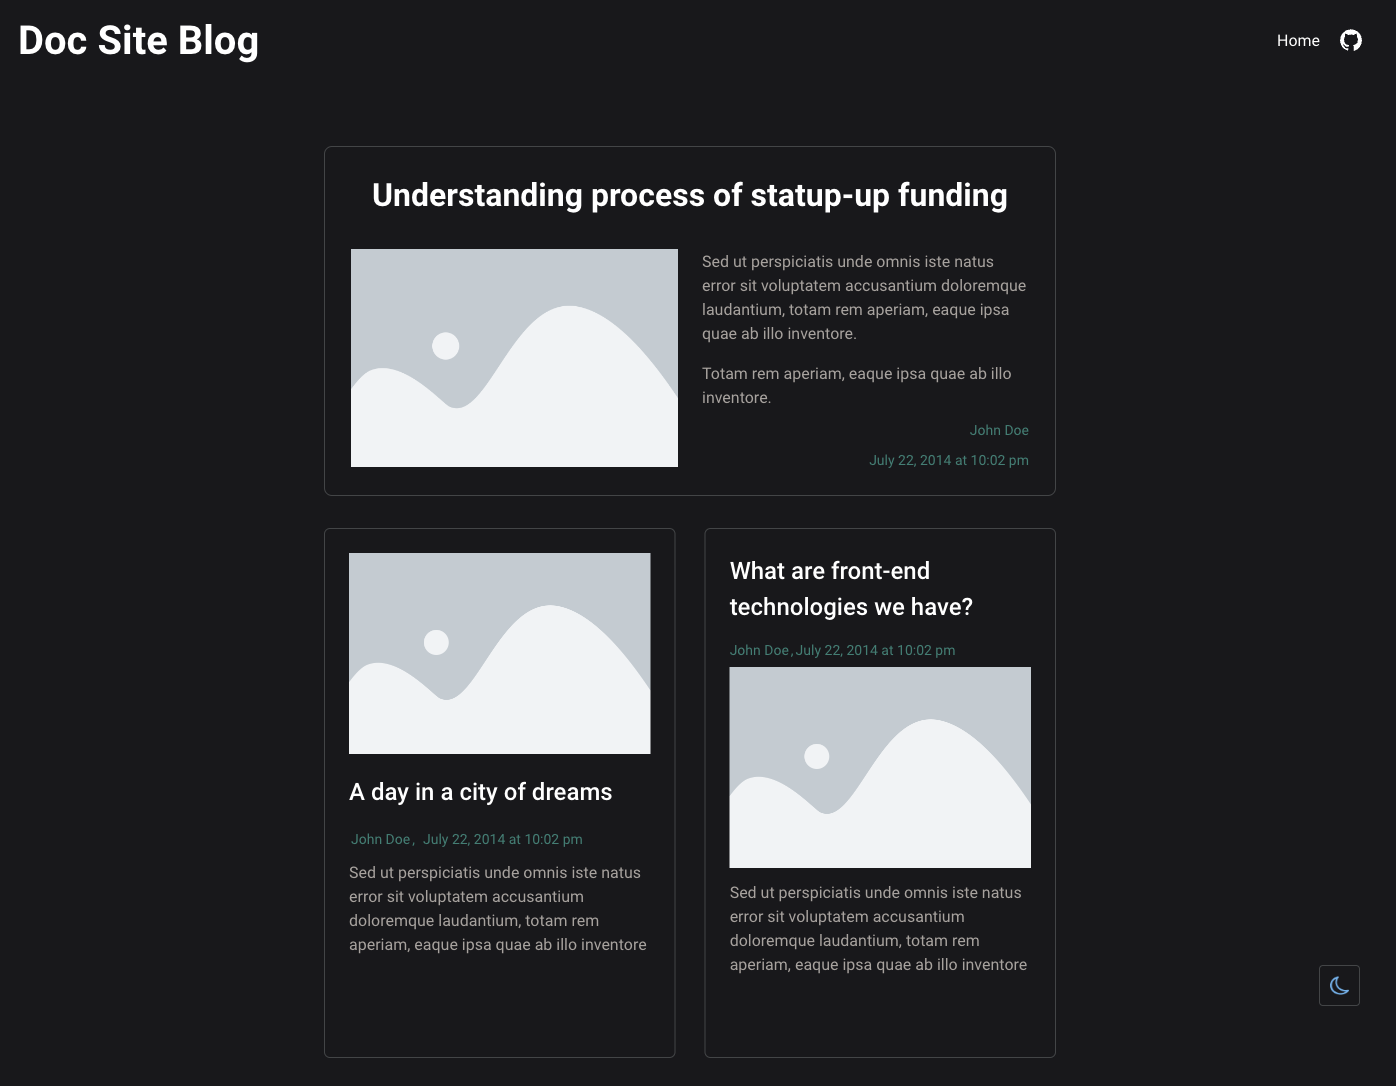 Doc Site Blog
Home
Understanding process of statup-up funding
Sed ut perspiciatis unde omnis iste natus
error sit voluptatem accusantium doloremque
laudantium, totam rem aperiam, eaque ipsa
quae ab illo inventore.
Totam rem aperiam, eaque ipsa quae ab illo
inventore.
John Doe
July 22, 2014 at 10:02 pm
A day in a city of dreams
John Doe, July 22, 2014 at 10:02 pm
Sed ut perspiciatis unde omnis iste natus
error sit voluptatem accusantium
doloremque laudantium, totam rem
aperiam, eaque ipsa quae ab illo inventore
What are front-end
technologies we have?
John Doe,July 22, 2014 at 10:02 pm
Sed ut perspiciatis unde omnis iste natus
error sit voluptatem accusantium
doloremque laudantium, totam rem
aperiam, eaque ipsa quae ab illo inventore